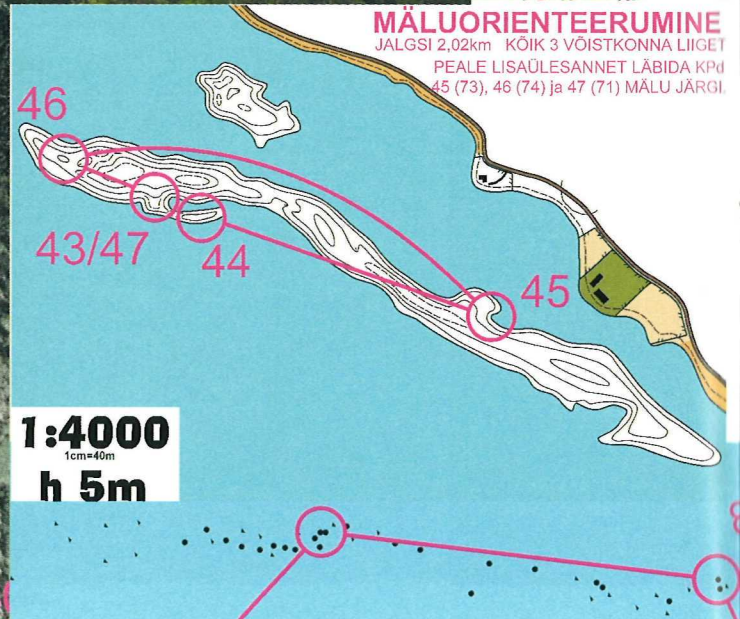 MÄLUORIENTEERUMINE
JALGSI 2,02km KÕIK 3 VÕISTKONNA LIIGET
PEALE LISAÜLESANNET LÄBIDA KPd
45 (73), 46 (74) ja 47 (71) MÄLU JÄRGI.
46
43/47
44
45
1:4000
1cm=40m
h 5m